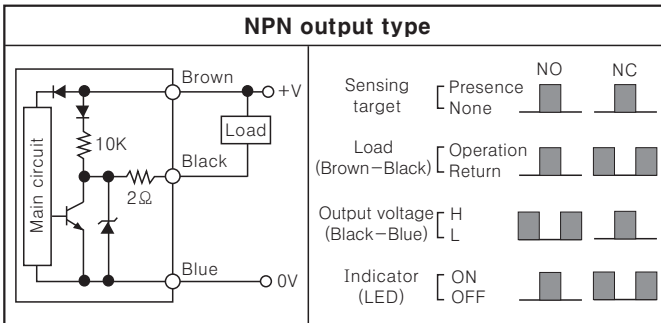 NPN output type
Brown
+V
Load
10K
Black
2Ω
Main circuit
Blue
0V
NO NC
Sensing target Presence
None
Load
(Brown−Black) Operation
Return
Output voltage
(Black−Blue) H
L
Indicator
(LED) ON
OFF